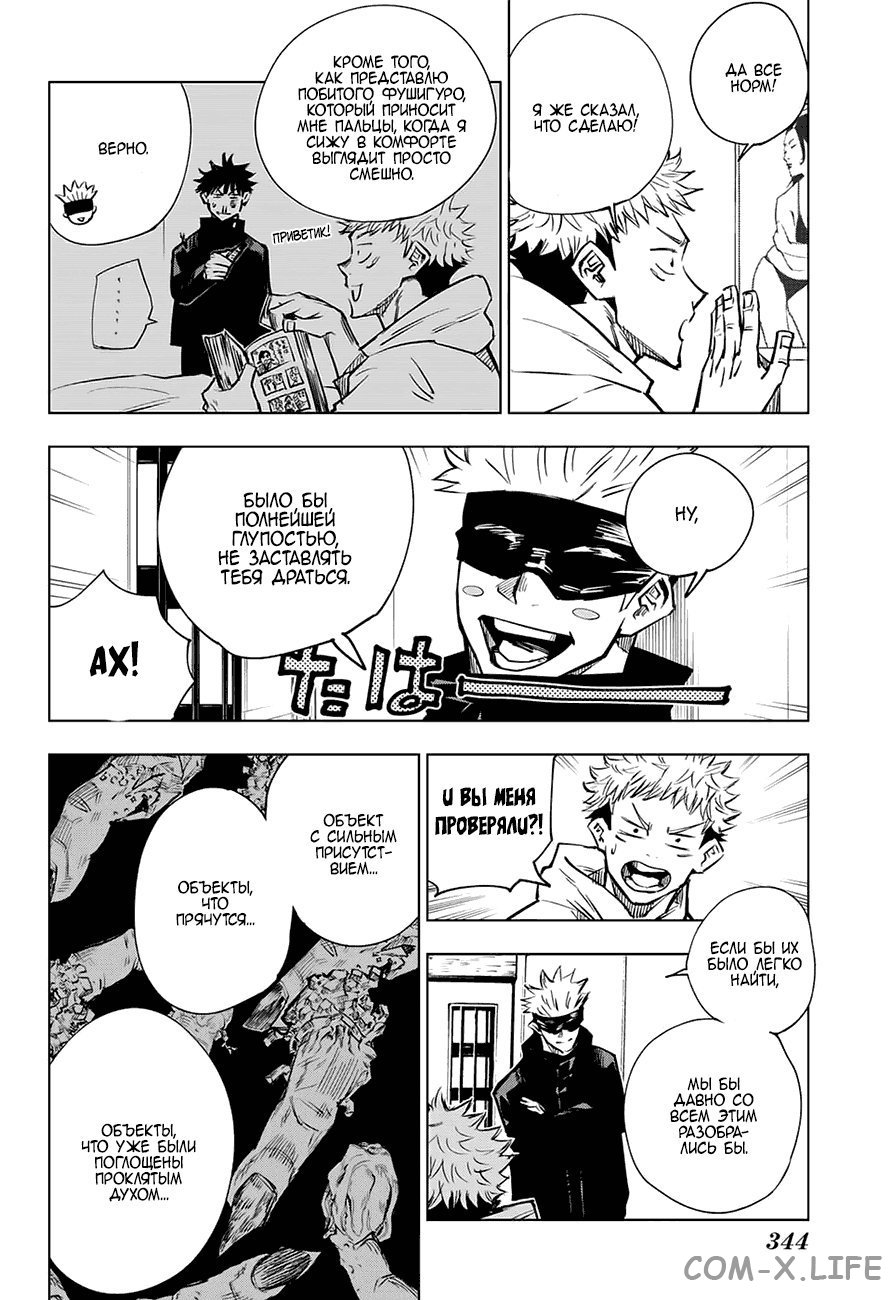 ДА ВСЕ
НОРМ!
Я ЖЕ СКАЗАЛ,
ЧТО СДЕЛАЮ!
КРОМЕ ТОГО,
КАК ПРЕДСТАВЛЮ
ПОБИТОГО ФУШИГУРО,
КОТОРЫЙ ПРИНОСИТ
МНЕ ПАЛЬЦЫ, КОГДА Я
СИЖУ В КОМФОРТЕ
ВЫГЛЯДИТ ПРОСТО
СМЕШНО.
ПРИВЕТИК!
ВЕРНО.
......
НУ,
БЫЛО БЫ
ПОЛНЕЙШЕЙ
ГЛУПОСТЬЮ,
НЕ ЗАСТАВЛЯТЬ
ТЕБЯ ДРАТЬСЯ.
たはー
АХ!
И ВЫ МЕНЯ
ПРОВЕРЯЛИ?!
ЕСЛИ БЫ ИХ
БЫЛО ЛЕГКО
НАЙТИ,
МЫ БЫ
ДАВНО СО
ВСЕМ ЭТИМ
РАЗОБРА-
ЛИСЬ БЫ.
ОБЪЕКТ
С СИЛЬНЫМ
ПРИСУТСТ-
ВИЕМ...
ОБЪЕКТЫ,
ЧТО
ПРЯЧУТСЯ...
ОБЪЕКТЫ,
ЧТО УЖЕ БЫЛИ
ПОГЛОЩЕНЫ
ПРОКЛЯТЫМ
ДУХОМ...
344
COM-X.LIFE